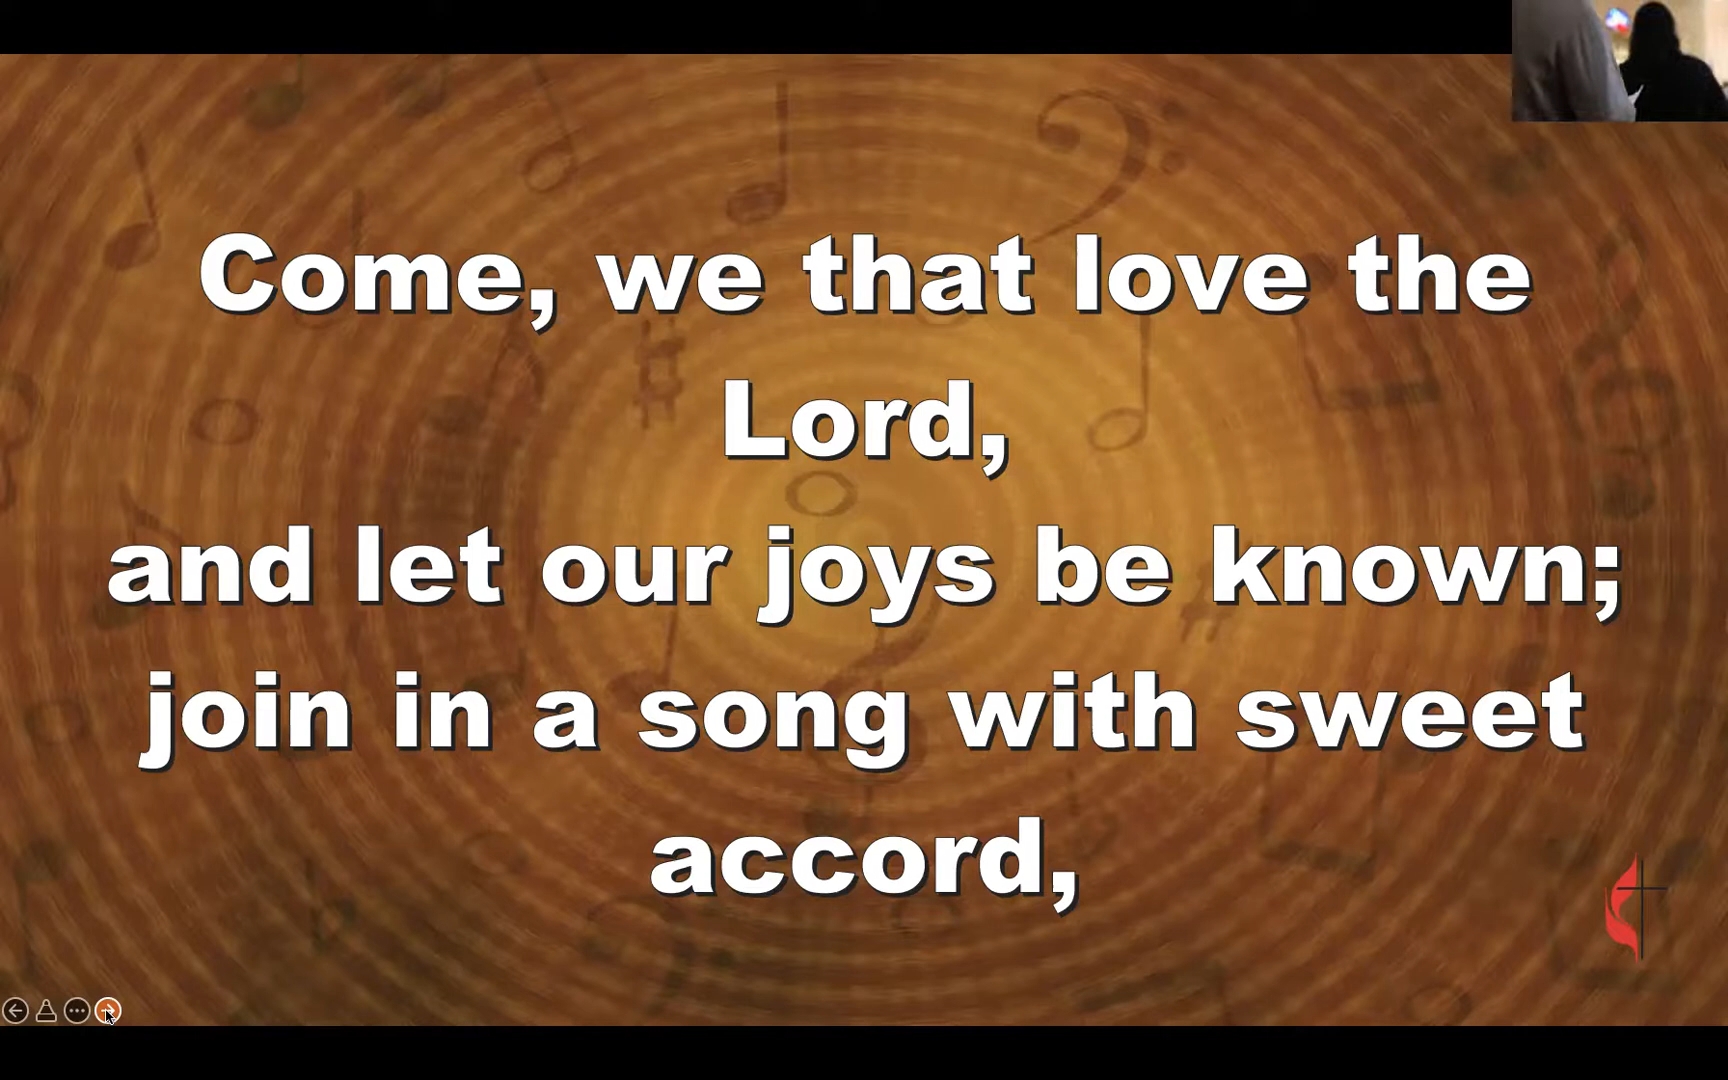 Come, we that love the
Lord,
and let our joys be known;
join in a song with sweet
accord,